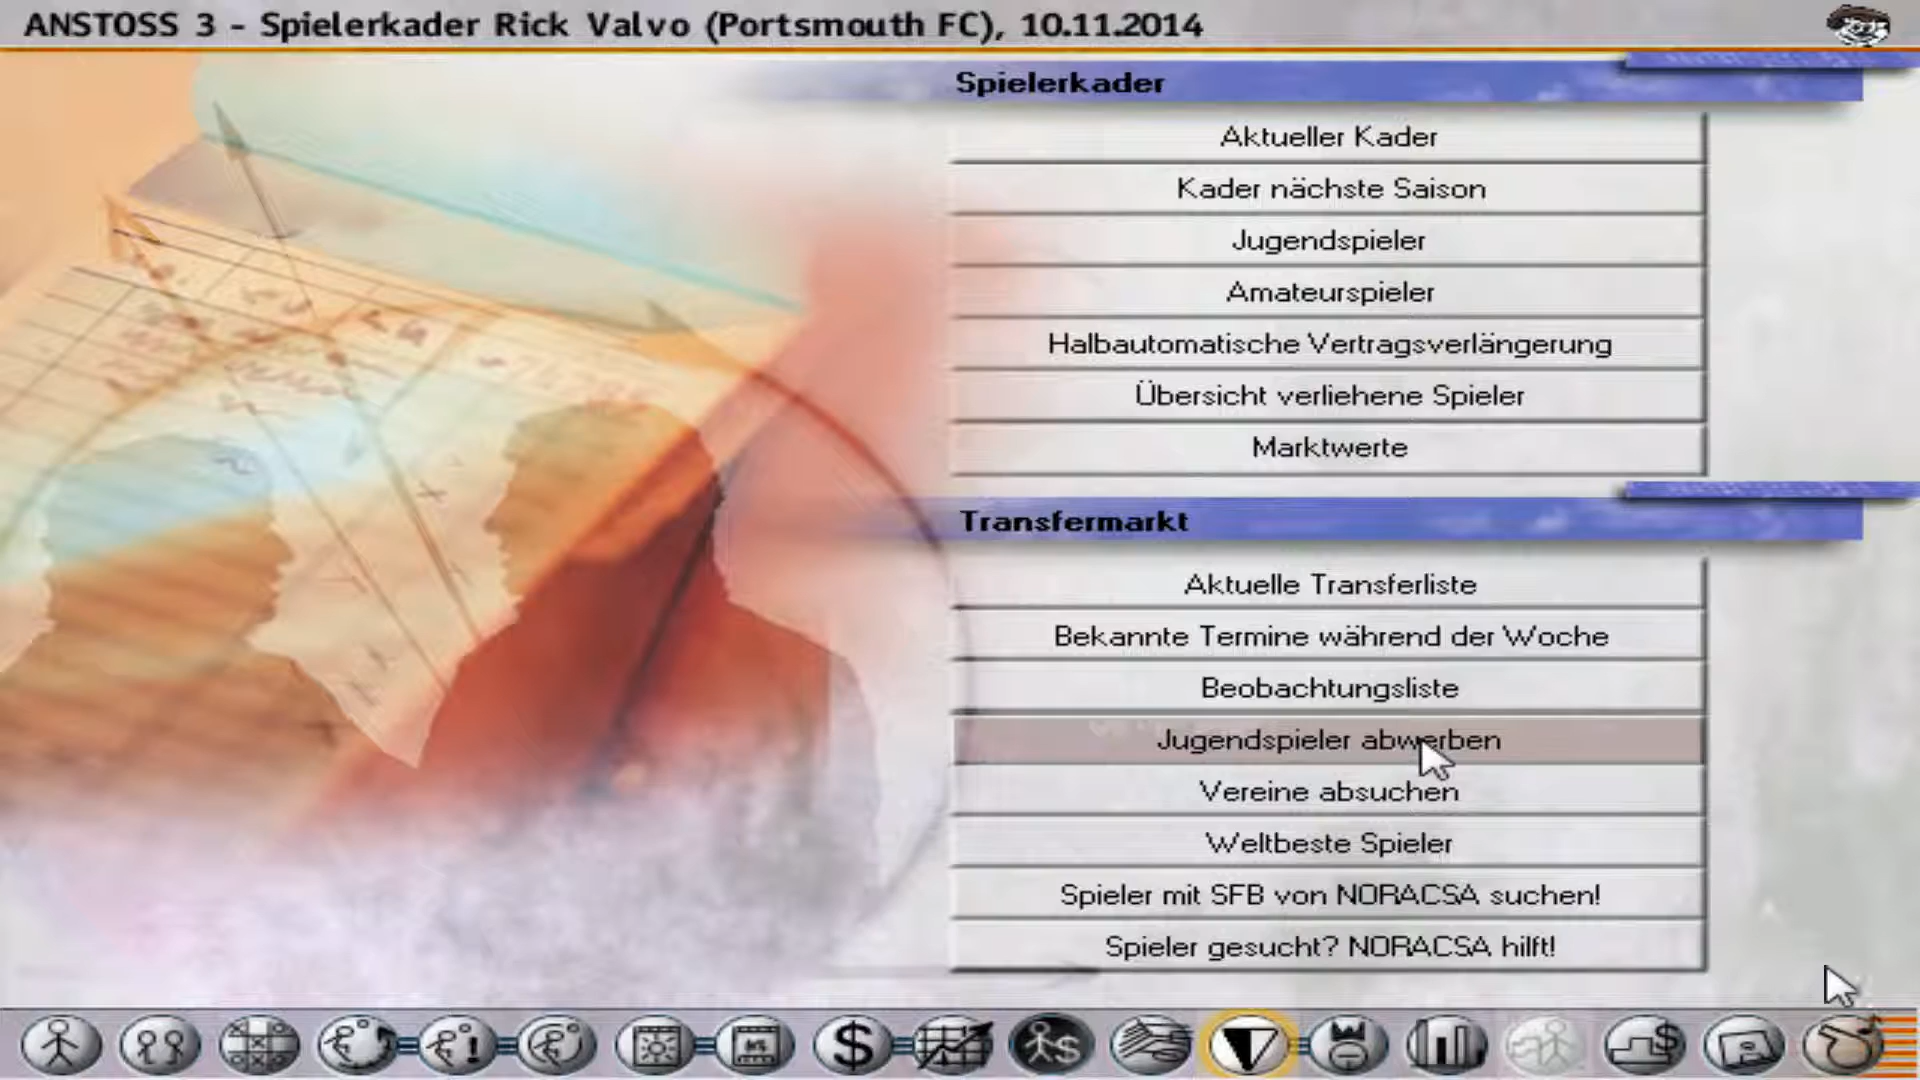 ANSTOSS 3 - Spielerkader Rick Valvo (Portsmouth FC), 10.11.2014
Spielerkader
Aktueller Kader
Kader nächste Saison
Jugendspieler
Amateurspieler
Halbautomatische Vertragsverlängerung
Übersicht verliehene Spieler
Marktwerte
Transfermarkt
Aktuelle Transferliste
Bekannte Termine während der Woche
Beobachtungsliste
Jugendspieler abwerben
Vereine absuchen
Weltbeste Spieler
Spieler mit SFB von NORACSA suchen!
Spieler gesucht? NORACSA hilft!